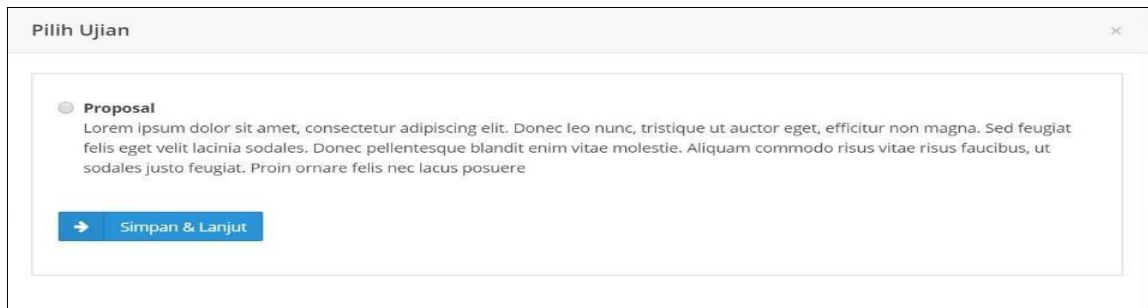 Pilih Ujian
Proposal
Lorem ipsum dolor sit amet, consectetur adipiscing elit. Donec leo nunc, tristique ut auctor eget, efficitur non magna. Sed feugiat
felis eget velit lacinia sodales. Donec pellentesque blandit enim vitae molestie. Aliquam commodo risus vitae risus faucibus, ut
sodales justo feugiat. Proin ornare felis nec lacus posuere
Simpan & Lanjut